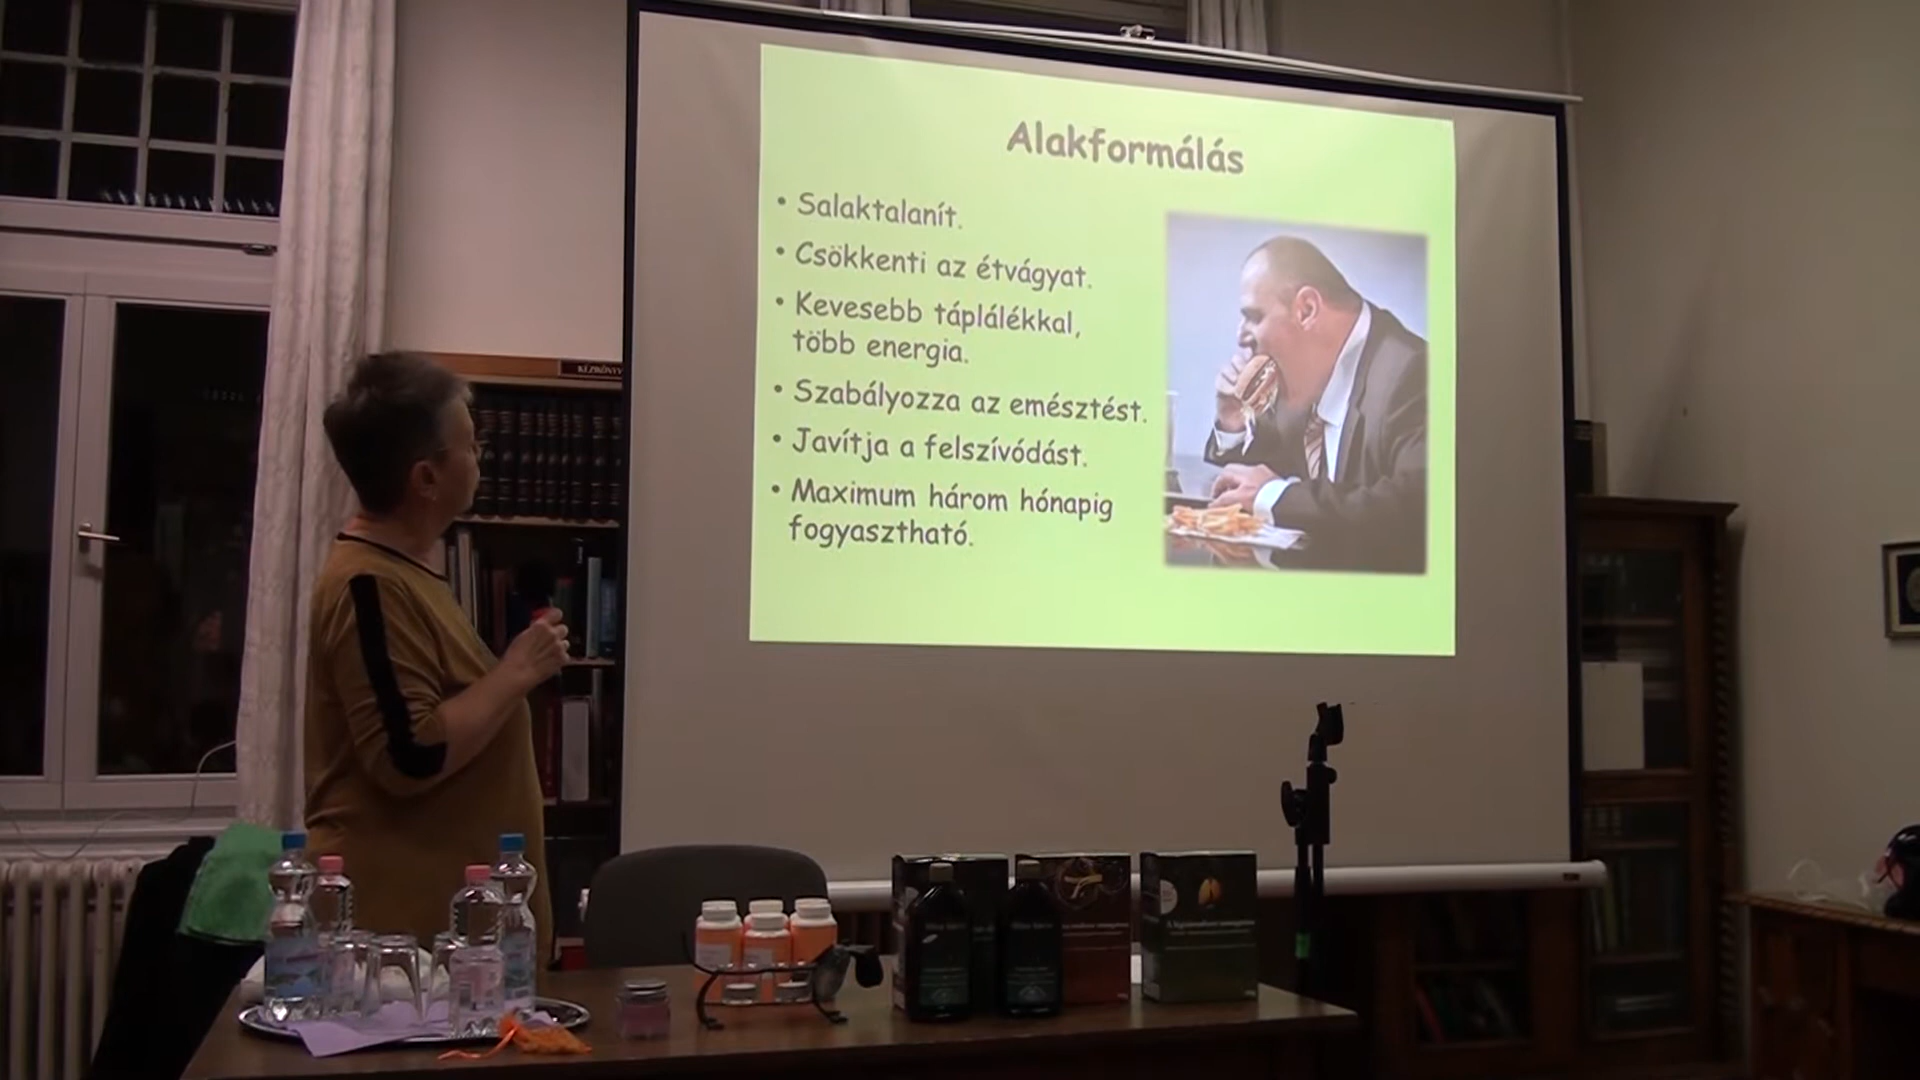 Alakformálás
• Salaktalanít.
• Csökkenti az étvágyat.
• Kevesebb táplálékkal,
több energia.
• Szabályozza az emésztést.
• Javítja a felszívódást.
• Maximum három hónapig
fogyasztható.